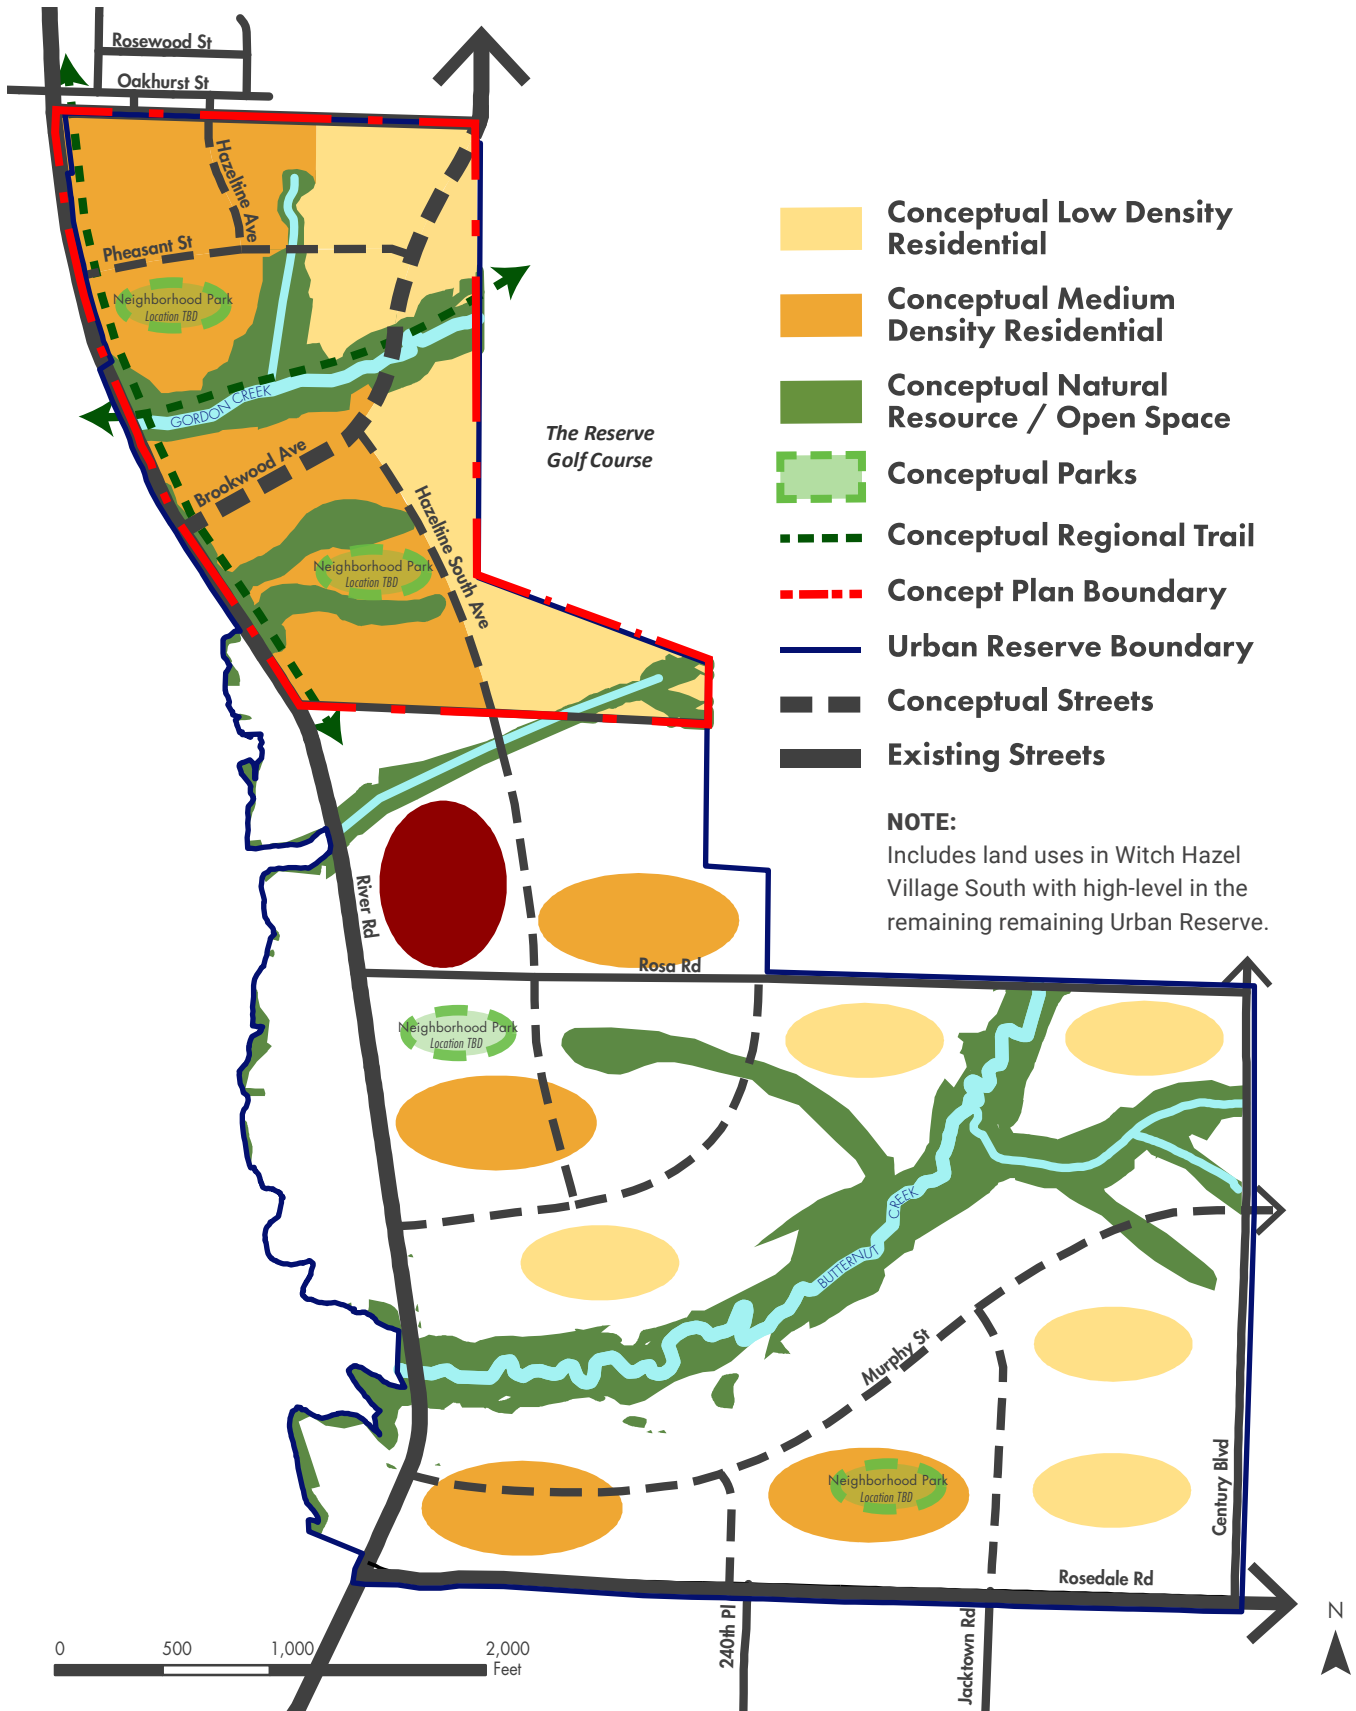 Rosewood St
Oakhurst St
Hazeltine Ave
Pheasant St
Neighborhood Park
Location TBD
GORDON CREEK
Brookwood Ave
The Reserve
Golf Course
Hazeltine South Ave
Neighborhood Park
Location TBD
Conceptual Low Density
Residential
Conceptual Medium
Density Residential
Conceptual Natural
Resource / Open Space
Conceptual Parks
Conceptual Regional Trail
Concept Plan Boundary
Urban Reserve Boundary
Conceptual Streets
Existing Streets
NOTE:
Includes land uses in Witch Hazel
Village South with high-level in the
remaining remaining Urban Reserve.
River Rd
Rosa Rd
Neighborhood Park
Location TBD
BUTTERNUT CREEK
Murphy St
Neighborhood Park
Location TBD
Century Blvd
Rosedale Rd
240th Pl
Jacktown Rd
0 500 1,000 2,000
Feet
N